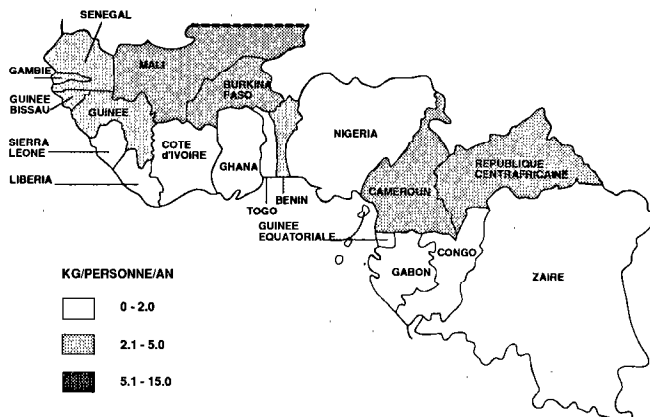 SENEGAL
GAMBIE
MALI
BURKINA
FASO
GUINEE
BISSAU
GUINEE
SIERRA
LEONE
COTE
d'IVOIRE
GHANA
NIGERIA
LIBERIA
TOGO
BENIN
CAMEROUN
REPUBLIQUE
CENTRAFRICAINE
GUINEE
EQUATORIALE
GABON
CONGO
ZAIRE
KG/PERSONNE/AN
0 - 2.0
2.1 - 5.0
5.1 - 15.0